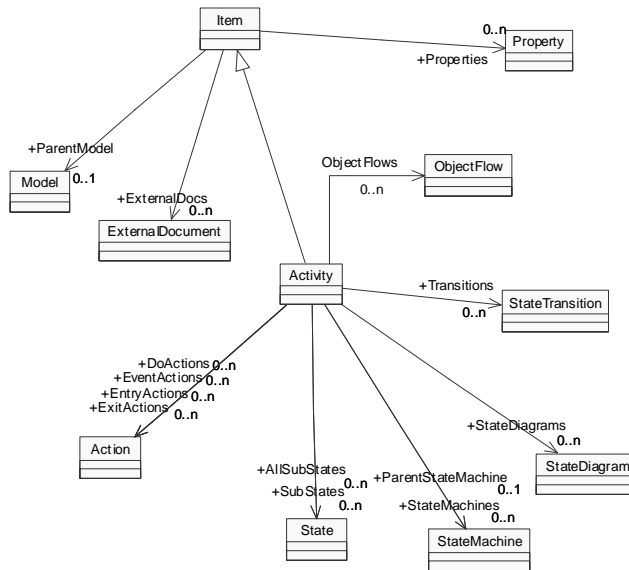 Item
0..n
Property
+Properties
+ParentModel
Model
0..1
+ExternalDocs
0..n
ExternalDocument
ObjectFlows
0..n
ObjectFlow
Activity
+Transitions
0..n
StateTransition
+DoActions
0..n
+EventActions
0..n
+EntryActions
0..n
+ExitActions
0..n
Action
+AllSubStates
0..n
+SubStates
0..n
State
+ParentStateMachine
0..1
+StateMachines
0..n
StateMachine
+StateDiagrams
0..n
StateDiagram